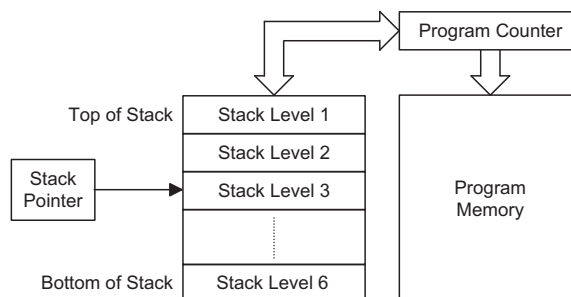 Program Counter
Top of Stack
Stack Level 1
Stack Level 2
Stack
Pointer
Stack Level 3
Program
Memory
Bottom of Stack
Stack Level 6